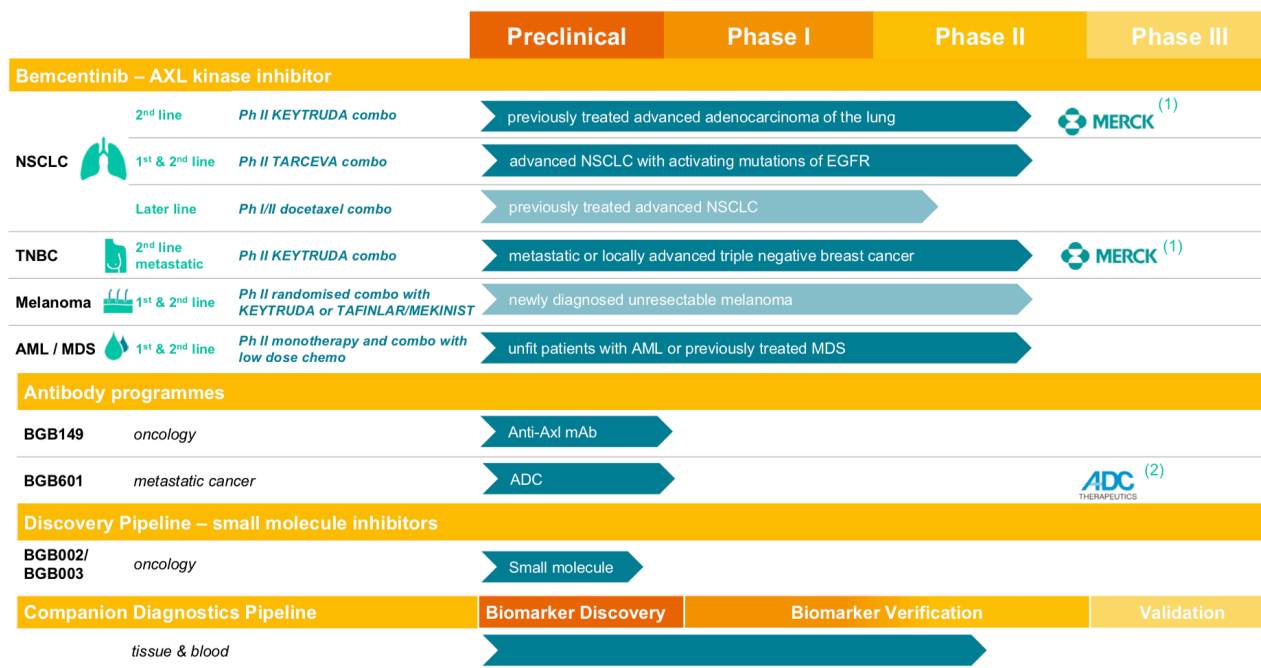 Preclinical Phase I Phase II Phase III
Bemcentinib – AXL kinase inhibitor
2nd line Ph II KEYTRUDA combo previously treated advanced adenocarcinoma of the lung MERCK (1)
NSCLC 1st & 2nd line Ph II TARCEVA combo advanced NSCLC with activating mutations of EGFR
Later line Ph I/II docetaxel combo previously treated advanced NSCLC
TNBC 2nd line
metastatic Ph II KEYTRUDA combo metastatic or locally advanced triple negative breast cancer MERCK (1)
Melanoma 1st & 2nd line Ph II randomised combo with
KEYTRUDA or TAFINLAR/MEKINIST newly diagnosed unresectable melanoma
AML / MDS 1st & 2nd line Ph II monotherapy and combo with
low dose chemo unfit patients with AML or previously treated MDS
Antibody programmes
BGB149 oncology Anti-Axl mAb
BGB601 metastatic cancer ADC ADC (2)
THERAPEUTICS
Discovery Pipeline – small molecule inhibitors
BGB002/
BGB003 oncology Small molecule
Companion Diagnostics Pipeline Biomarker Discovery Biomarker Verification Validation
tissue & blood